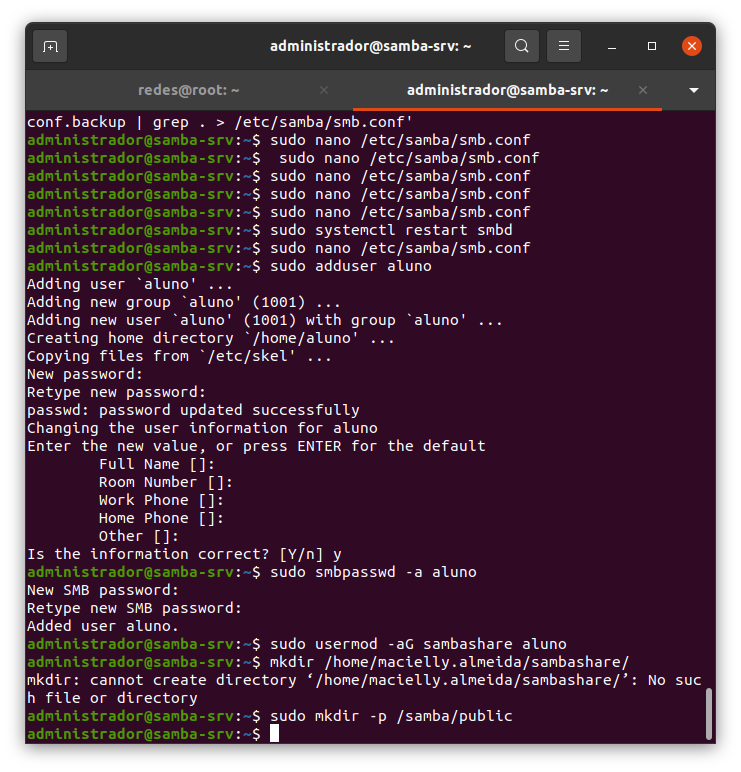 administrador@samba-srv: ~
redes@root: ~
administrador@samba-srv: ~
conf.backup | grep . > /etc/samba/smb.conf'
administrador@samba-srv:~$ sudo nano /etc/samba/smb.conf
administrador@samba-srv:~$  sudo nano /etc/samba/smb.conf
administrador@samba-srv:~$ sudo nano /etc/samba/smb.conf
administrador@samba-srv:~$ sudo nano /etc/samba/smb.conf
administrador@samba-srv:~$ sudo nano /etc/samba/smb.conf
administrador@samba-srv:~$ sudo systemctl restart smbd
administrador@samba-srv:~$ sudo nano /etc/samba/smb.conf
administrador@samba-srv:~$ sudo adduser aluno
Adding user `aluno' ...
Adding new group `aluno' (1001) ...
Adding new user `aluno' (1001) with group `aluno' ...
Creating home directory `/home/aluno' ...
Copying files from `/etc/skel' ...
New password:
Retype new password:
passwd: password updated successfully
Changing the user information for aluno
Enter the new value, or press ENTER for the default
Full Name []:
Room Number []:
Work Phone []:
Home Phone []:
Other []:
Is the information correct? [Y/n] y
administrador@samba-srv:~$ sudo smbpasswd -a aluno
New SMB password:
Retype new SMB password:
Added user aluno.
administrador@samba-srv:~$ sudo usermod -aG sambashare aluno
administrador@samba-srv:~$ mkdir /home/macielly.almeida/sambashare/
mkdir: cannot create directory ‘/home/macielly.almeida/sambashare/’: No suc
h file or directory
administrador@samba-srv:~$ sudo mkdir -p /samba/public
administrador@samba-srv:~$